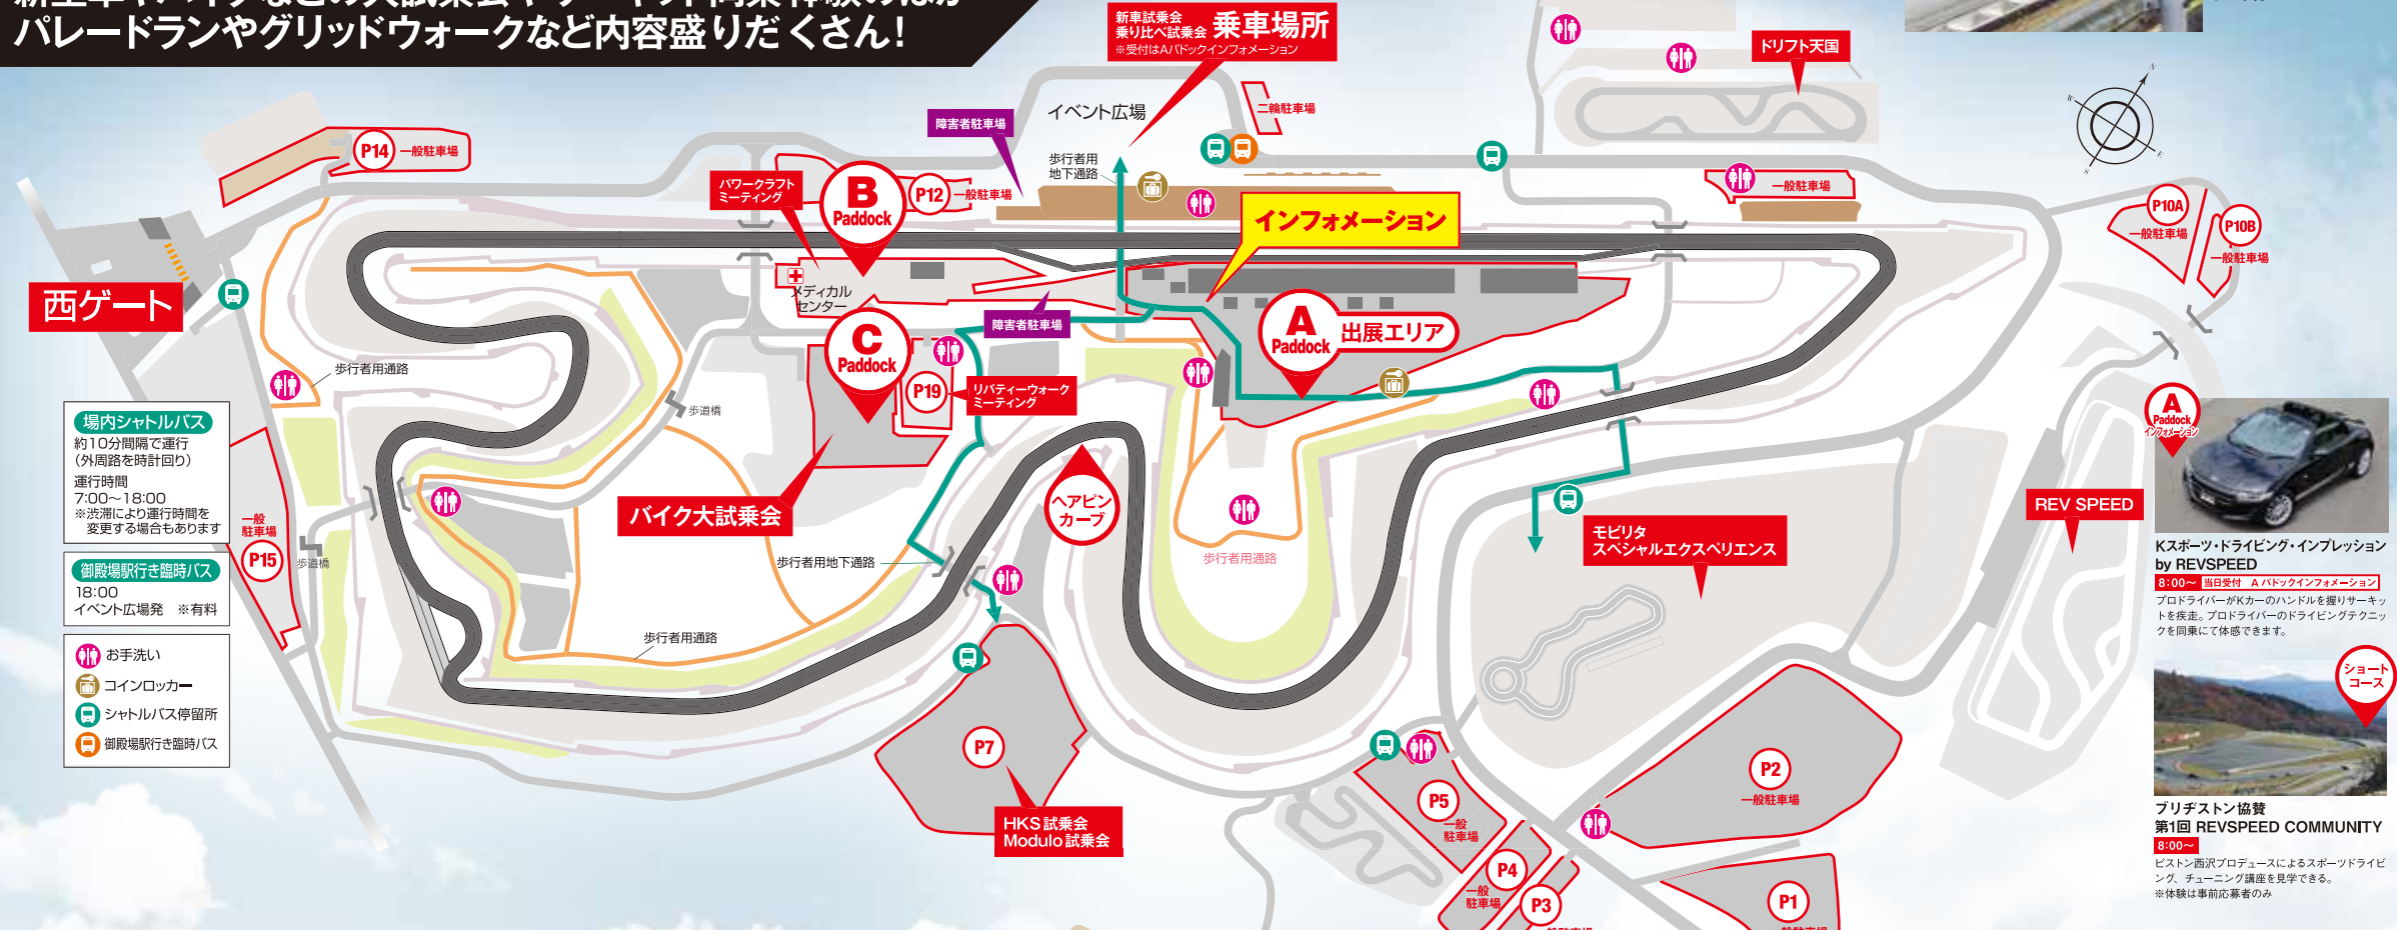 パレードランやグリッドウォークなど内容盛りだくさん!
新車試乗会
乗り比べ試乗会 乗車場所
※受付はAパドックインフォメーション
ドリフト天国
イベント広場
二輪駐車場
障害者駐車場
歩行者用
地下通路
P14 一般駐車場
パワークラフト
ミーティング
B
Paddock
P12 一般駐車場
一般駐車場
P10A
一般駐車場
P10B
一般駐車場
インフォメーション
西ゲート
メディカル
センター
障害者駐車場
A
Paddock
出展エリア
C
Paddock
P19
リバティーウォーク
ミーティング
歩行者用通路
歩道橋
場内シャトルバス
約10分間隔で運行
(外周路を時計回り)
運行時間
7:00〜18:00
※渋滞により運行時間を
変更する場合もあります
御殿場駅行き臨時バス
18:00
イベント広場発 ※有料
お手洗い
コインロッカー
シャトルバス停留所
御殿場駅行き臨時バス
一般
駐車場
P15
歩道橋
バイク大試乗会
ヘアピン
カーブ
歩行者用地下通路
歩行者用通路
歩行者用通路
モビリタ
スペシャルエクスペリエンス
REV SPEED
P7
HKS試乗会
Modulo試乗会
P5
一般
駐車場
P4
一般
駐車場
P3
P2
一般駐車場
P1
A
Paddock
インフォメーション
Kスポーツ・ドライビング・インプレッション
by REVSPEED
8:00〜 当日受付 Aパドックインフォメーション
プロドライバーがKカーのハンドルを握りサーキッ
トを疾走。プロドライバーのドライビングテクニッ
クを同乗にて体感できます。
ショート
コース
ブリヂストン協賛
第1回 REVSPEED COMMUNITY
8:00〜
ピストン西沢プロデュースによるスポーツドライビ
ング、チューニング講座を見学できる。
※体験は事前応募者のみ